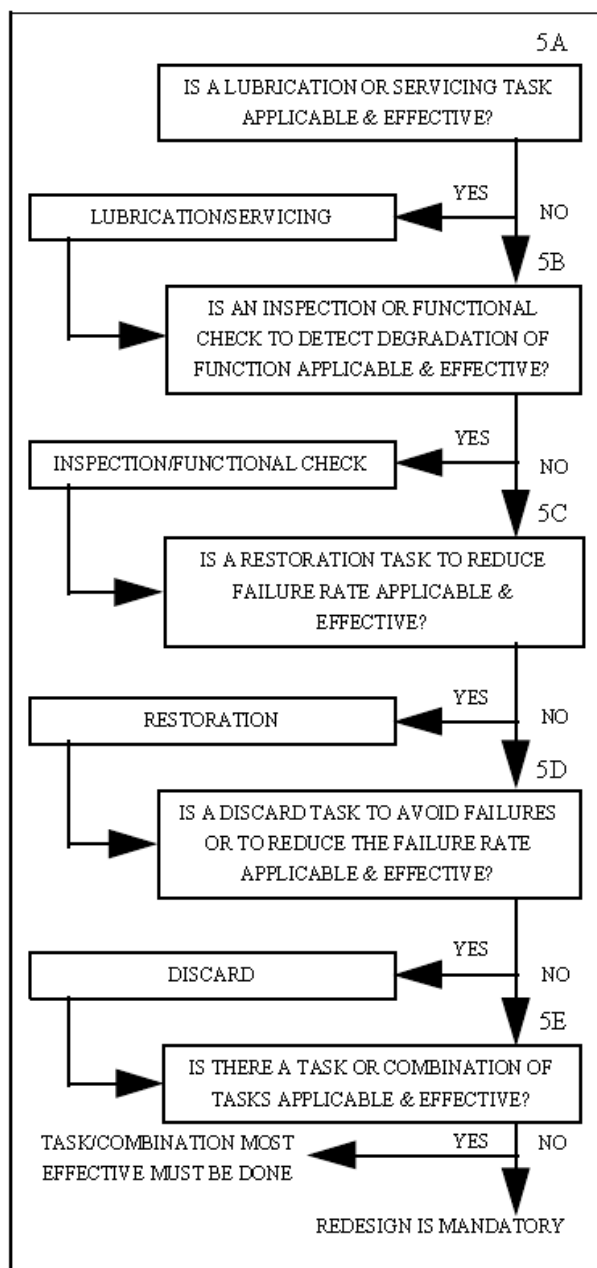 5A
IS A LUBRICATION OR SERVICING TASK
APPLICABLE & EFFECTIVE?
YES
NO
LUBRICATION/SERVICING
5B
IS AN INSPECTION OR FUNCTIONAL
CHECK TO DETECT DEGRADATION OF
FUNCTION APPLICABLE & EFFECTIVE?
YES
NO
INSPECTION/FUNCTIONAL CHECK
5C
IS A RESTORATION TASK TO REDUCE
FAILURE RATE APPLICABLE &
EFFECTIVE?
YES
NO
RESTORATION
5D
IS A DISCARD TASK TO AVOID FAILURES
OR TO REDUCE THE FAILURE RATE
APPLICABLE & EFFECTIVE?
YES
NO
DISCARD
5E
IS THERE A TASK OR COMBINATION OF
TASKS APPLICABLE & EFFECTIVE?
YES
NO
TASK/COMBINATION MOST
EFFECTIVE MUST BE DONE
REDESIGN IS MANDATORY